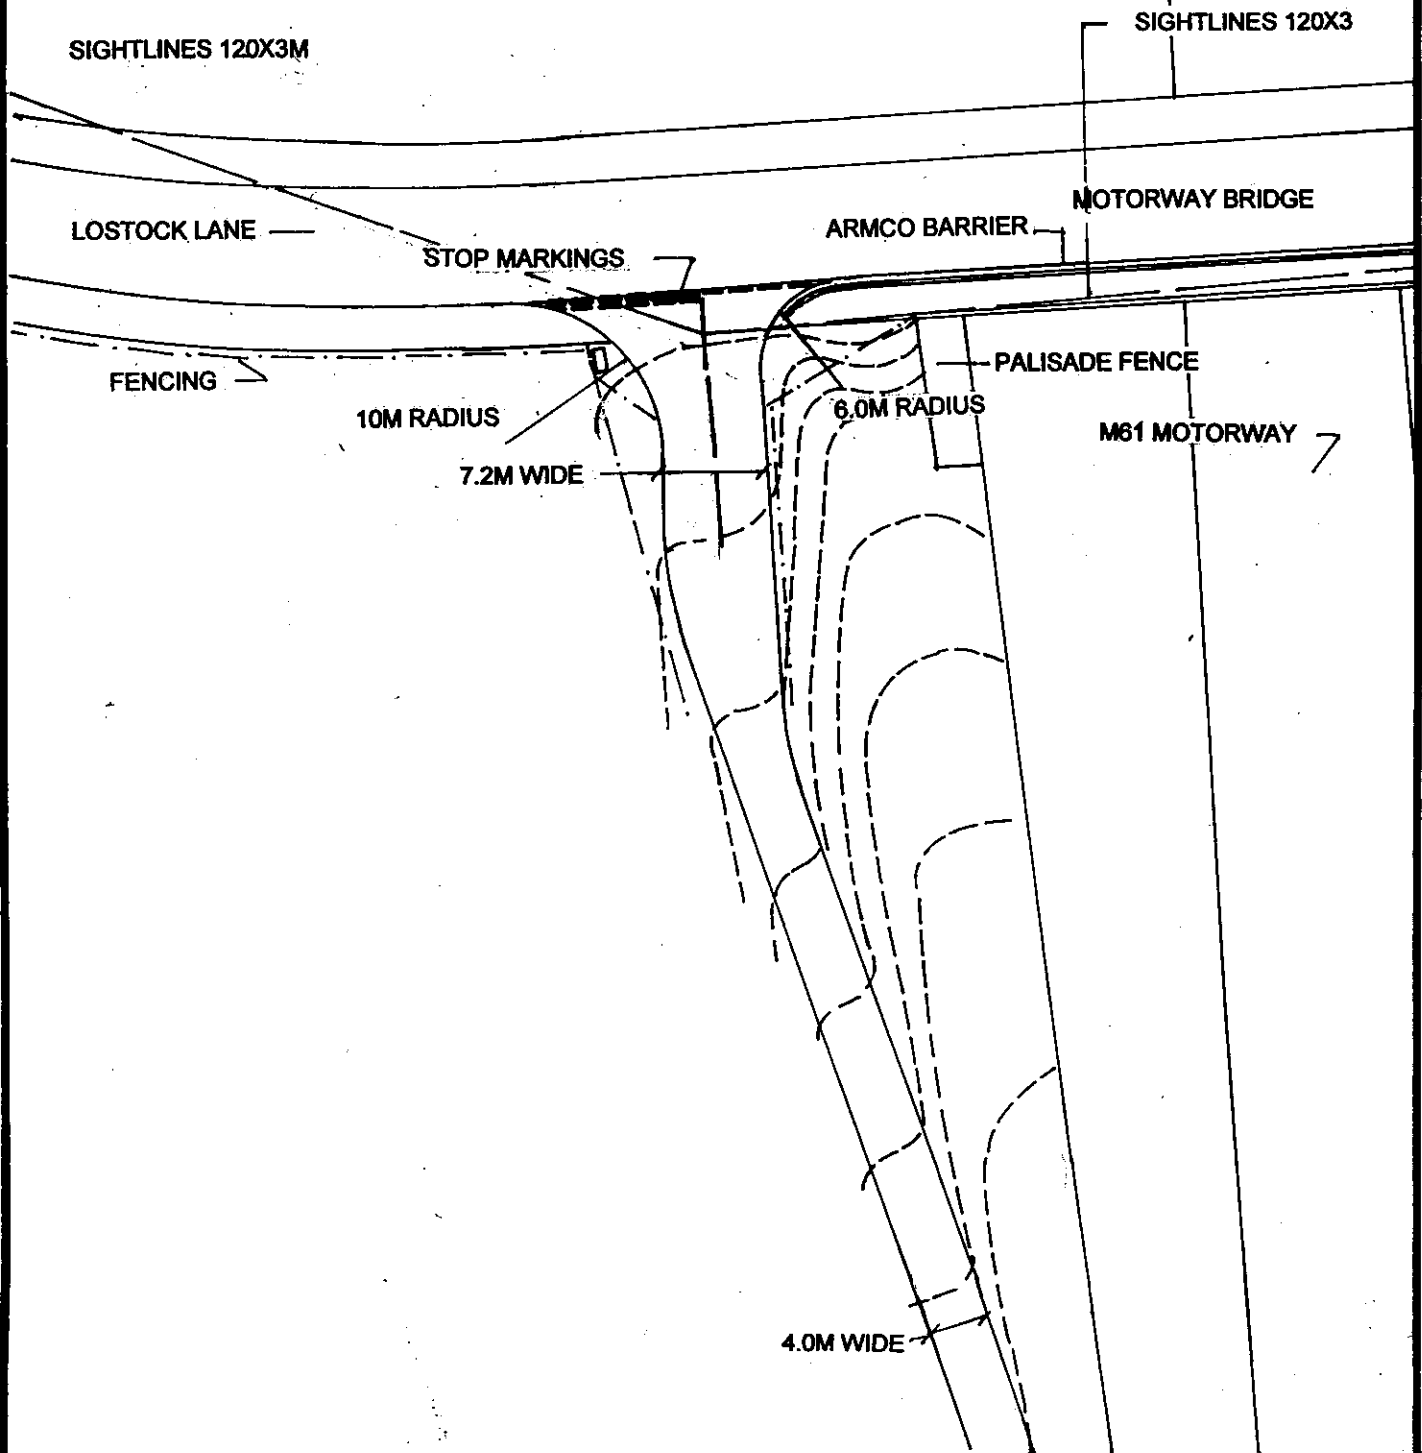 SIGHTLINES 120X3
SIGHTLINES 120X3M
MOTORWAY BRIDGE
LOSTOCK LANE
ARMCO BARRIER
STOP MARKINGS
PALISADE FENCE
FENCING
10M RADIUS
6.0M RADIUS
M61 MOTORWAY
7.2M WIDE
4.0M WIDE